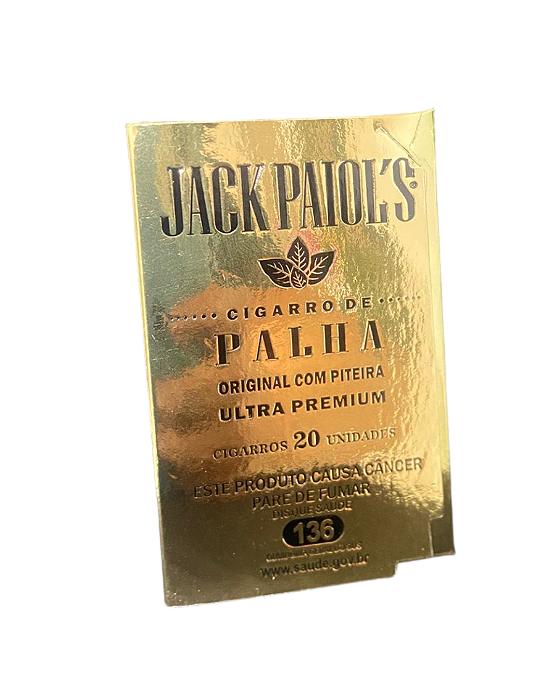 JACK PAIOL'S®
CIGARRO DE
PALHA
ORIGINAL COM PITEIRA
ULTRA PREMIUM
CIGARROS 20 UNIDADES
ESTE PRODUTO CAUSA CÂNCER
PARE DE FUMAR
DISQUE SAÚDE
136
www.saude.gov.br